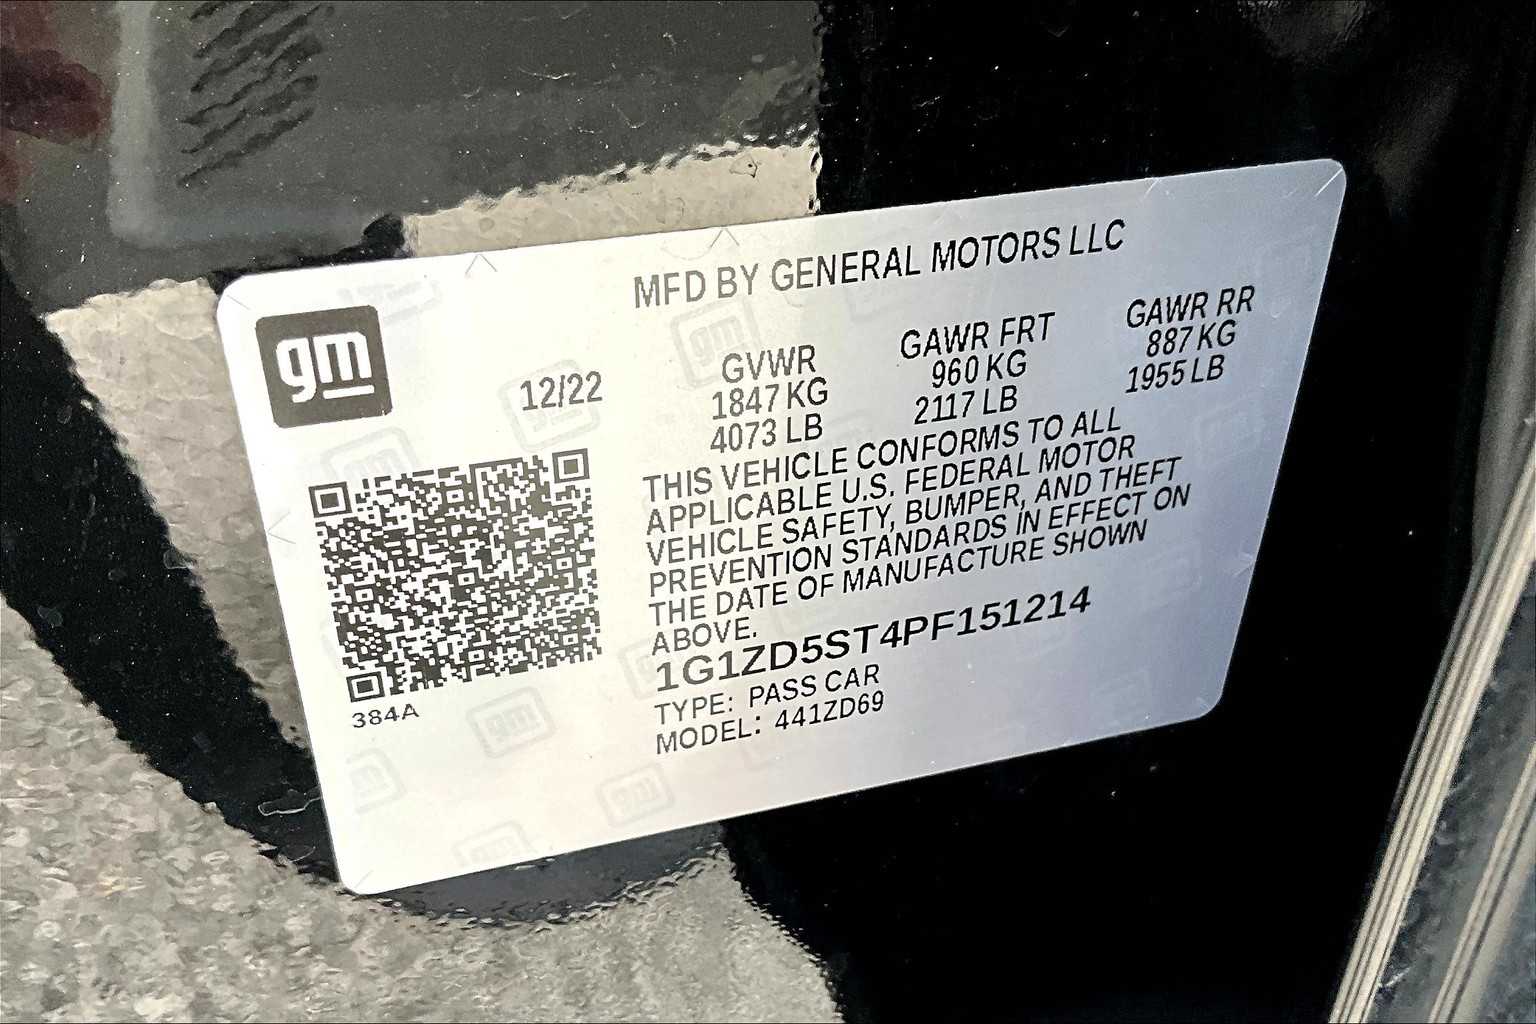 MFD BY GENERAL MOTORS LLC
gm
12/22
GVWR GAWR FRT GAWR RR
1847 KG 960 KG 887 KG
4073 LB 2117 LB 1955 LB
THIS VEHICLE CONFORMS TO ALL
APPLICABLE U.S. FEDERAL MOTOR
VEHICLE SAFETY, BUMPER, AND THEFT
PREVENTION STANDARDS IN EFFECT ON
THE DATE OF MANUFACTURE SHOWN
ABOVE.
1G1ZD5ST4PF151214
TYPE: PASS CAR
MODEL: 441ZD69
384A